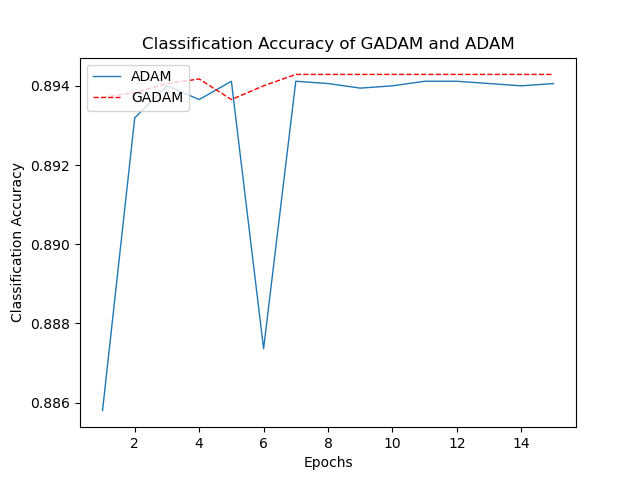 Classification Accuracy of GADAM and ADAM
ADAM
GADAM
Classification Accuracy
0.894
0.892
0.890
0.888
0.886
2 4 6 8 10 12 14
Epochs